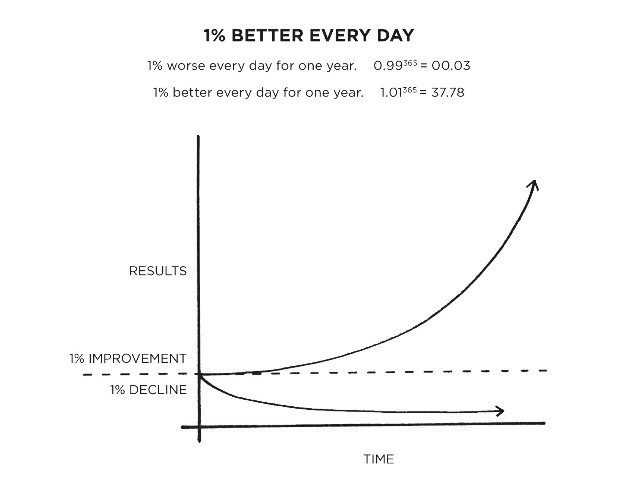 1% BETTER EVERY DAY
1% worse every day for one year. 0.99³⁶⁵ = 00.03
1% better every day for one year. 1.01³⁶⁵ = 37.78
RESULTS
1% IMPROVEMENT
1% DECLINE
TIME